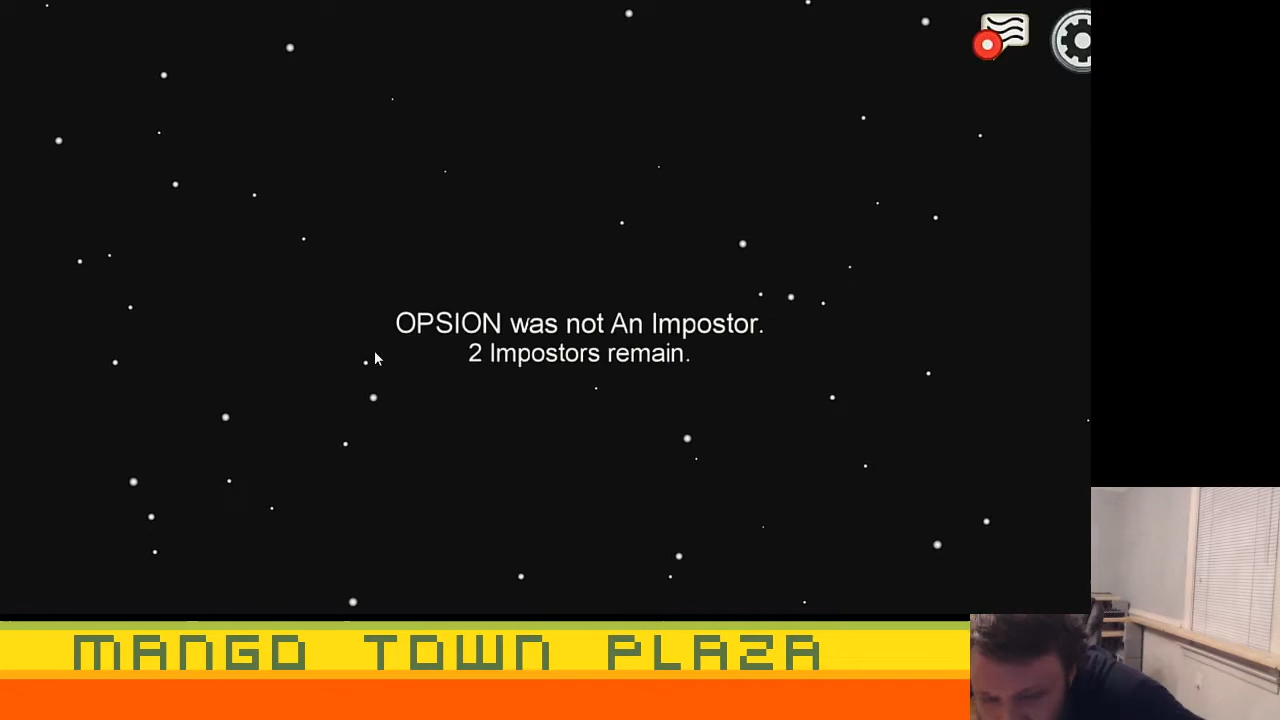 OPSION was not An Impostor.
2 Impostors remain.
MANGO TOWN PLAZA